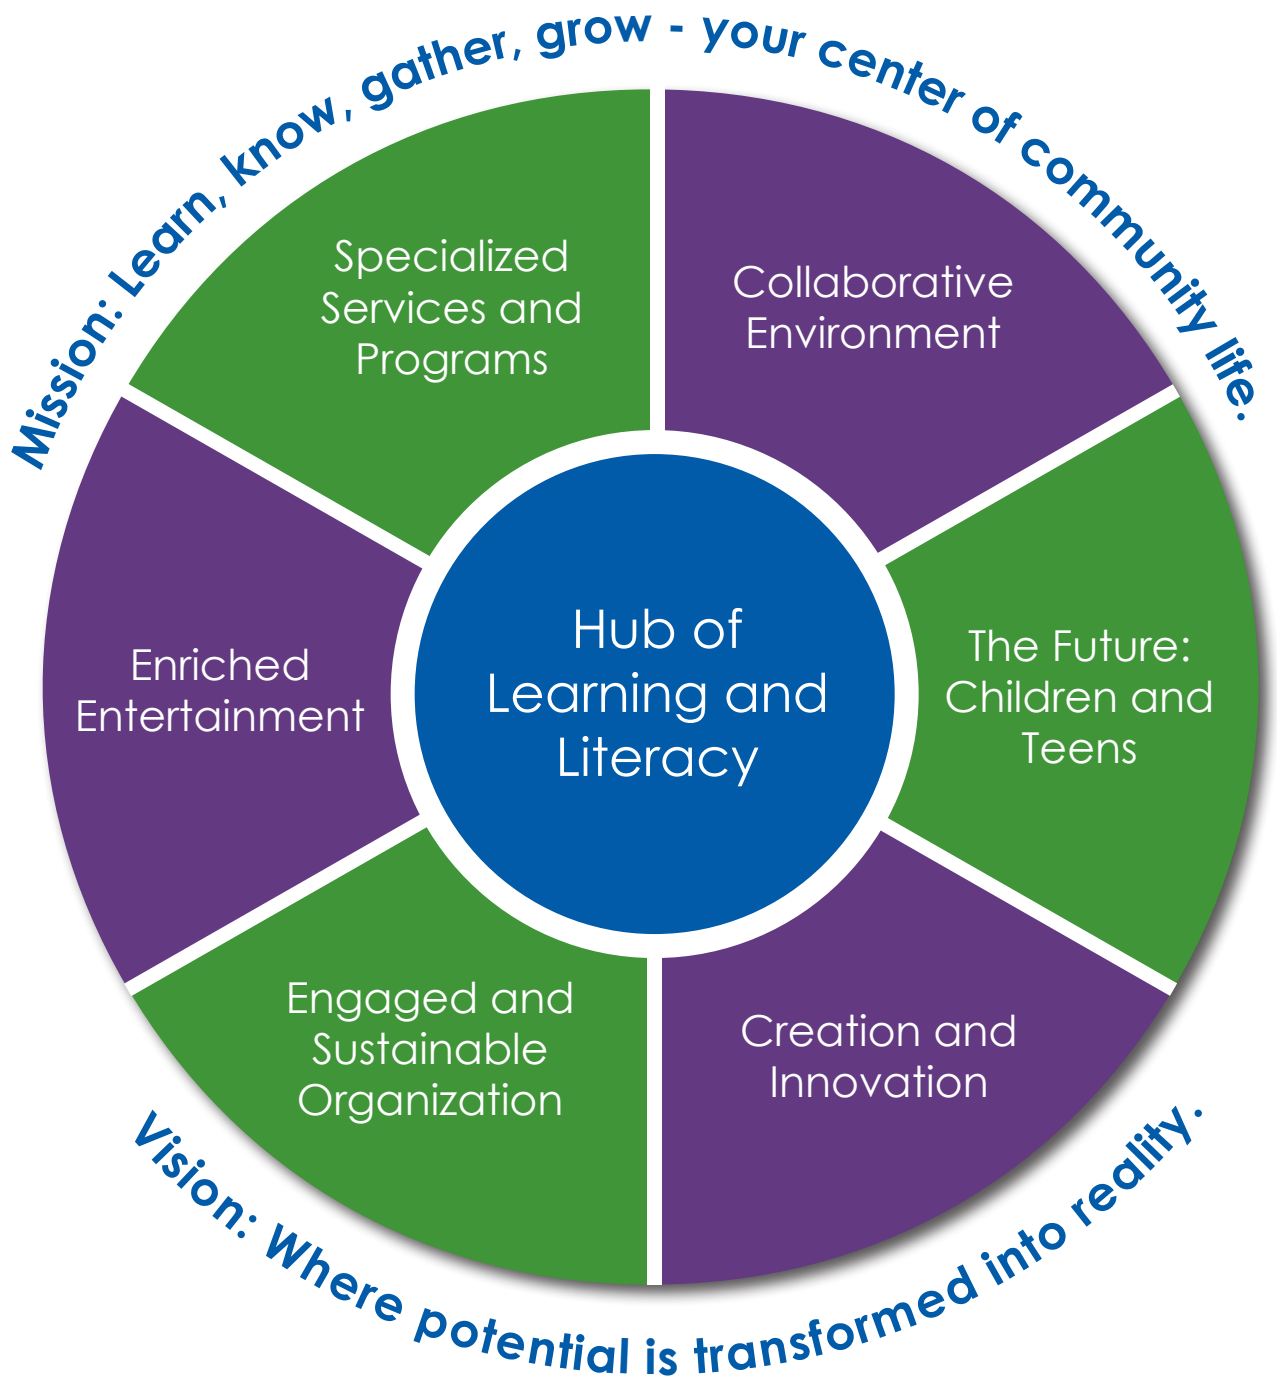 Mission: Learn, know, gather, grow - your center of community life.
Specialized
Services and
Programs
Collaborative
Environment
Enriched
Entertainment
Hub of
Learning and
Literacy
The Future:
Children and
Teens
Engaged and
Sustainable
Organization
Creation and
Innovation
Vision: Where potential is transformed into reality.